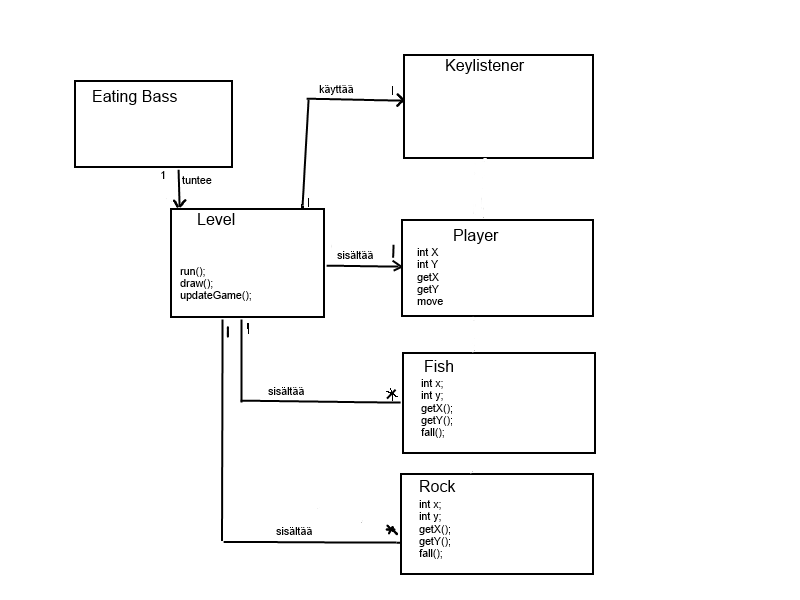 Eating Bass
1
tuntee
Level
run();
draw();
updateGame();
käyttää
1
1
Keylistener
sisältää
1
Player
int X
int Y
getX
getY
move
1
1
sisältää
*
Fish
int x;
int y;
getX();
getY();
fall();
sisältää
*
Rock
int x;
int y;
getX();
getY();
fall();